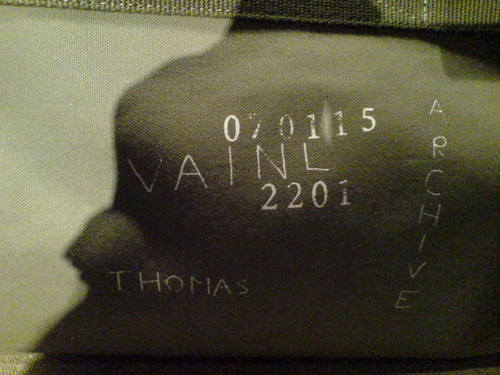 070115
VAINL
2201
THOMAS
ARCHIVE